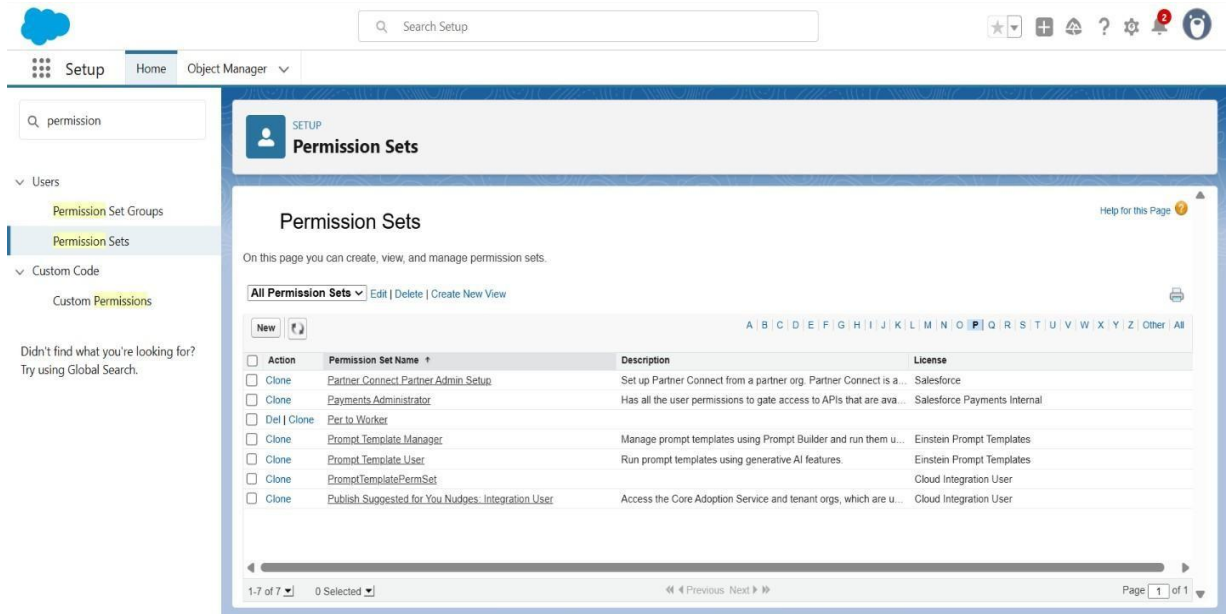 Search Setup
2
Setup Home Object Manager
permission
Users
Permission Set Groups
Permission Sets
Custom Code
Custom Permissions
Didn't find what you're looking for?
Try using Global Search.
SETUP
Permission Sets
Permission Sets
Help for this Page
On this page you can create, view, and manage permission sets.
All Permission Sets Edit | Delete | Create New View
New A | B | C | D | E | F | G | H | I | J | K | L | M | N | O | P | Q | R | S | T | U | V | W | X | Y | Z | Other | All
Action Permission Set Name ↑ Description License
Clone Partner Connect Partner Admin Setup Set up Partner Connect from a partner org. Partner Connect is a... Salesforce
Clone Payments Administrator Has all the user permissions to gate access to APIs that are ava... Salesforce Payments Internal
Del | Clone Per to Worker
Clone Prompt Template Manager Manage prompt templates using Prompt Builder and run them u... Einstein Prompt Templates
Clone Prompt Template User Run prompt templates using generative AI features. Einstein Prompt Templates
Clone PromptTemplatePermSet Cloud Integration User
Clone Publish Suggested for You Nudges: Integration User Access the Core Adoption Service and tenant orgs, which are u... Cloud Integration User
1-7 of 7 0 Selected Previous Next Page 1 of 1